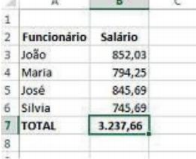 A B C
1
2 Funcionário Salário
3 João 852,03
4 Maria 794,25
5 José 845,69
6 Silvia 745,69
7 TOTAL 3.237,66
8